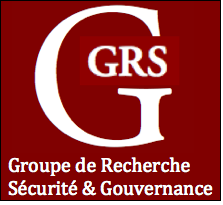 G
GRS
Groupe de Recherche
Sécurité & Gouvernance